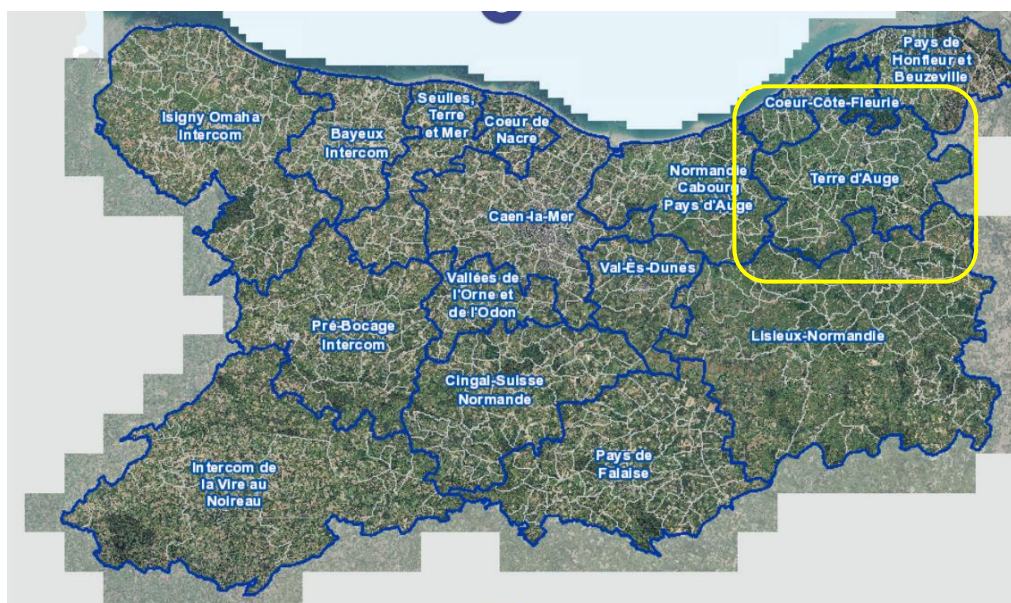 Pays de
Honfleur et
Beuzeville
Coeur-Côte-Fleurie
Seulles,
Terre
et Mer
Coeur de
Nacre
Isigny Omaha
Intercom
Bayeux
Intercom
Normandie
Cabourg
Pays d'Auge
Terre d'Auge
Caen-la-Mer
Val-Ès-Dunes
Vallées de
l'Orne et
de l'Odon
Pré-Bocage
Intercom
Lisieux-Normandie
Cingal-Suisse
Normande
Intercom de
la Vire au
Noireau
Pays de
Falaise